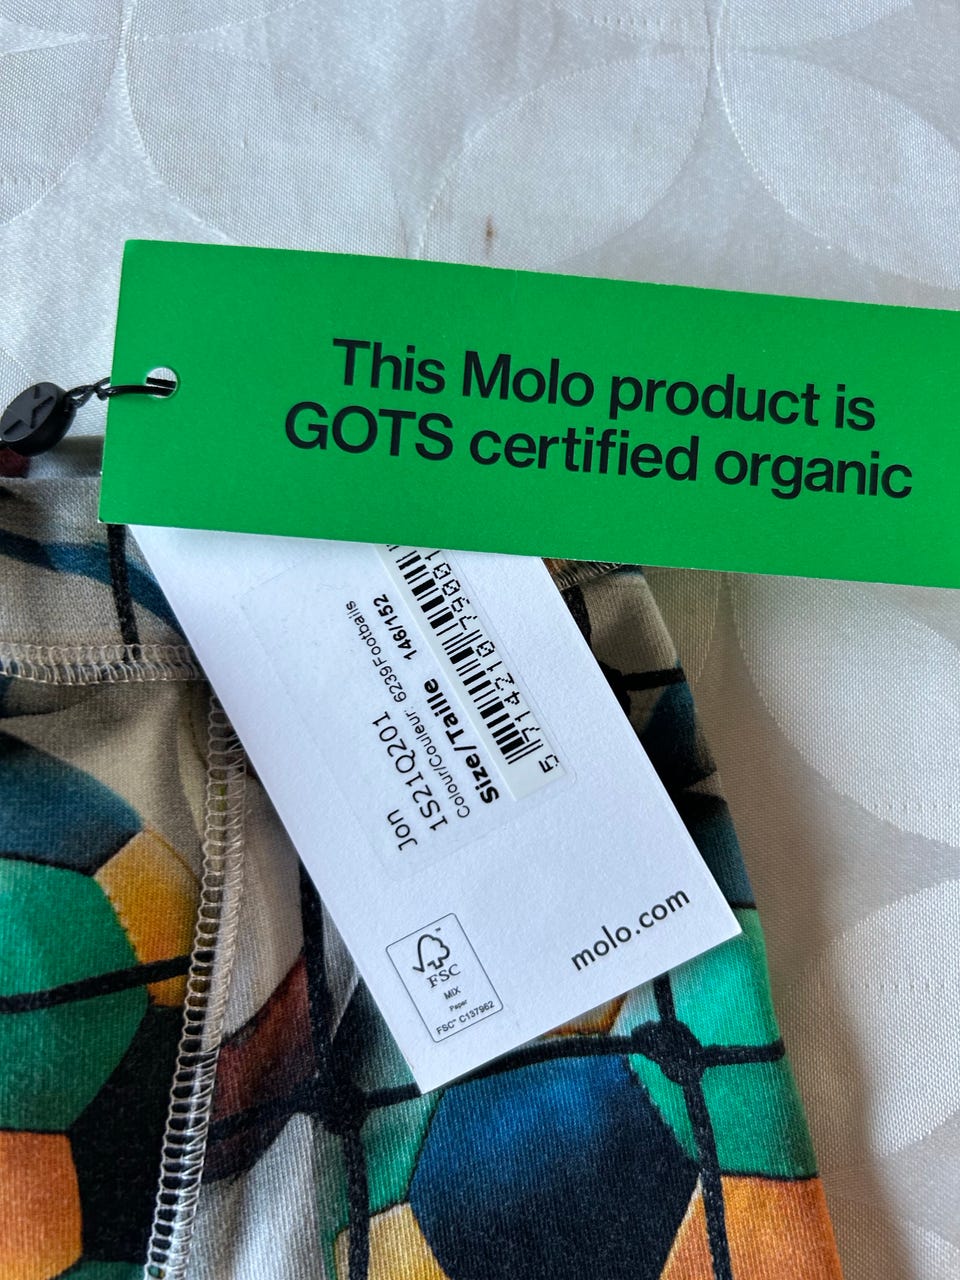 This Molo product is
GOTS certified organic
Jon
1S21Q201
Colour/Couleur: 6239 Footballs
Size/Taille 146/152
molo.com
FSC
MIX
Paper
FSC™ C137962